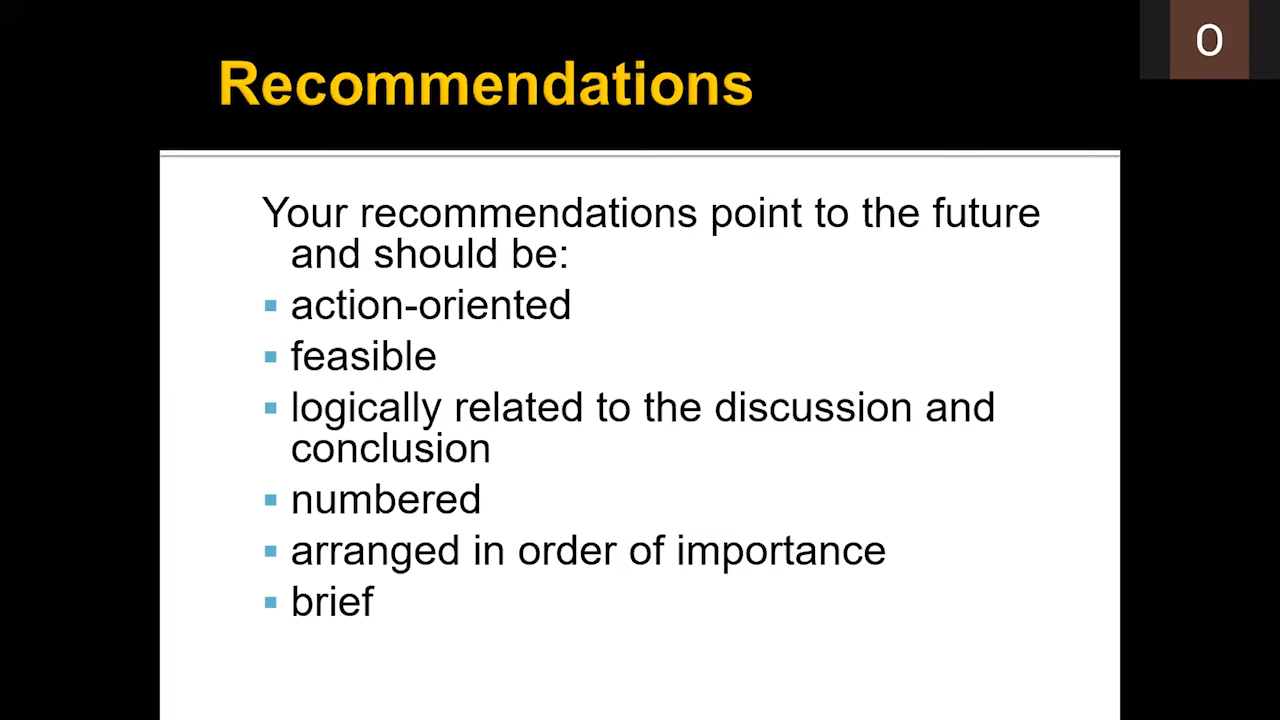 O
Recommendations
Your recommendations point to the future
and should be:
▪ action-oriented
▪ feasible
▪ logically related to the discussion and
conclusion
▪ numbered
▪ arranged in order of importance
▪ brief